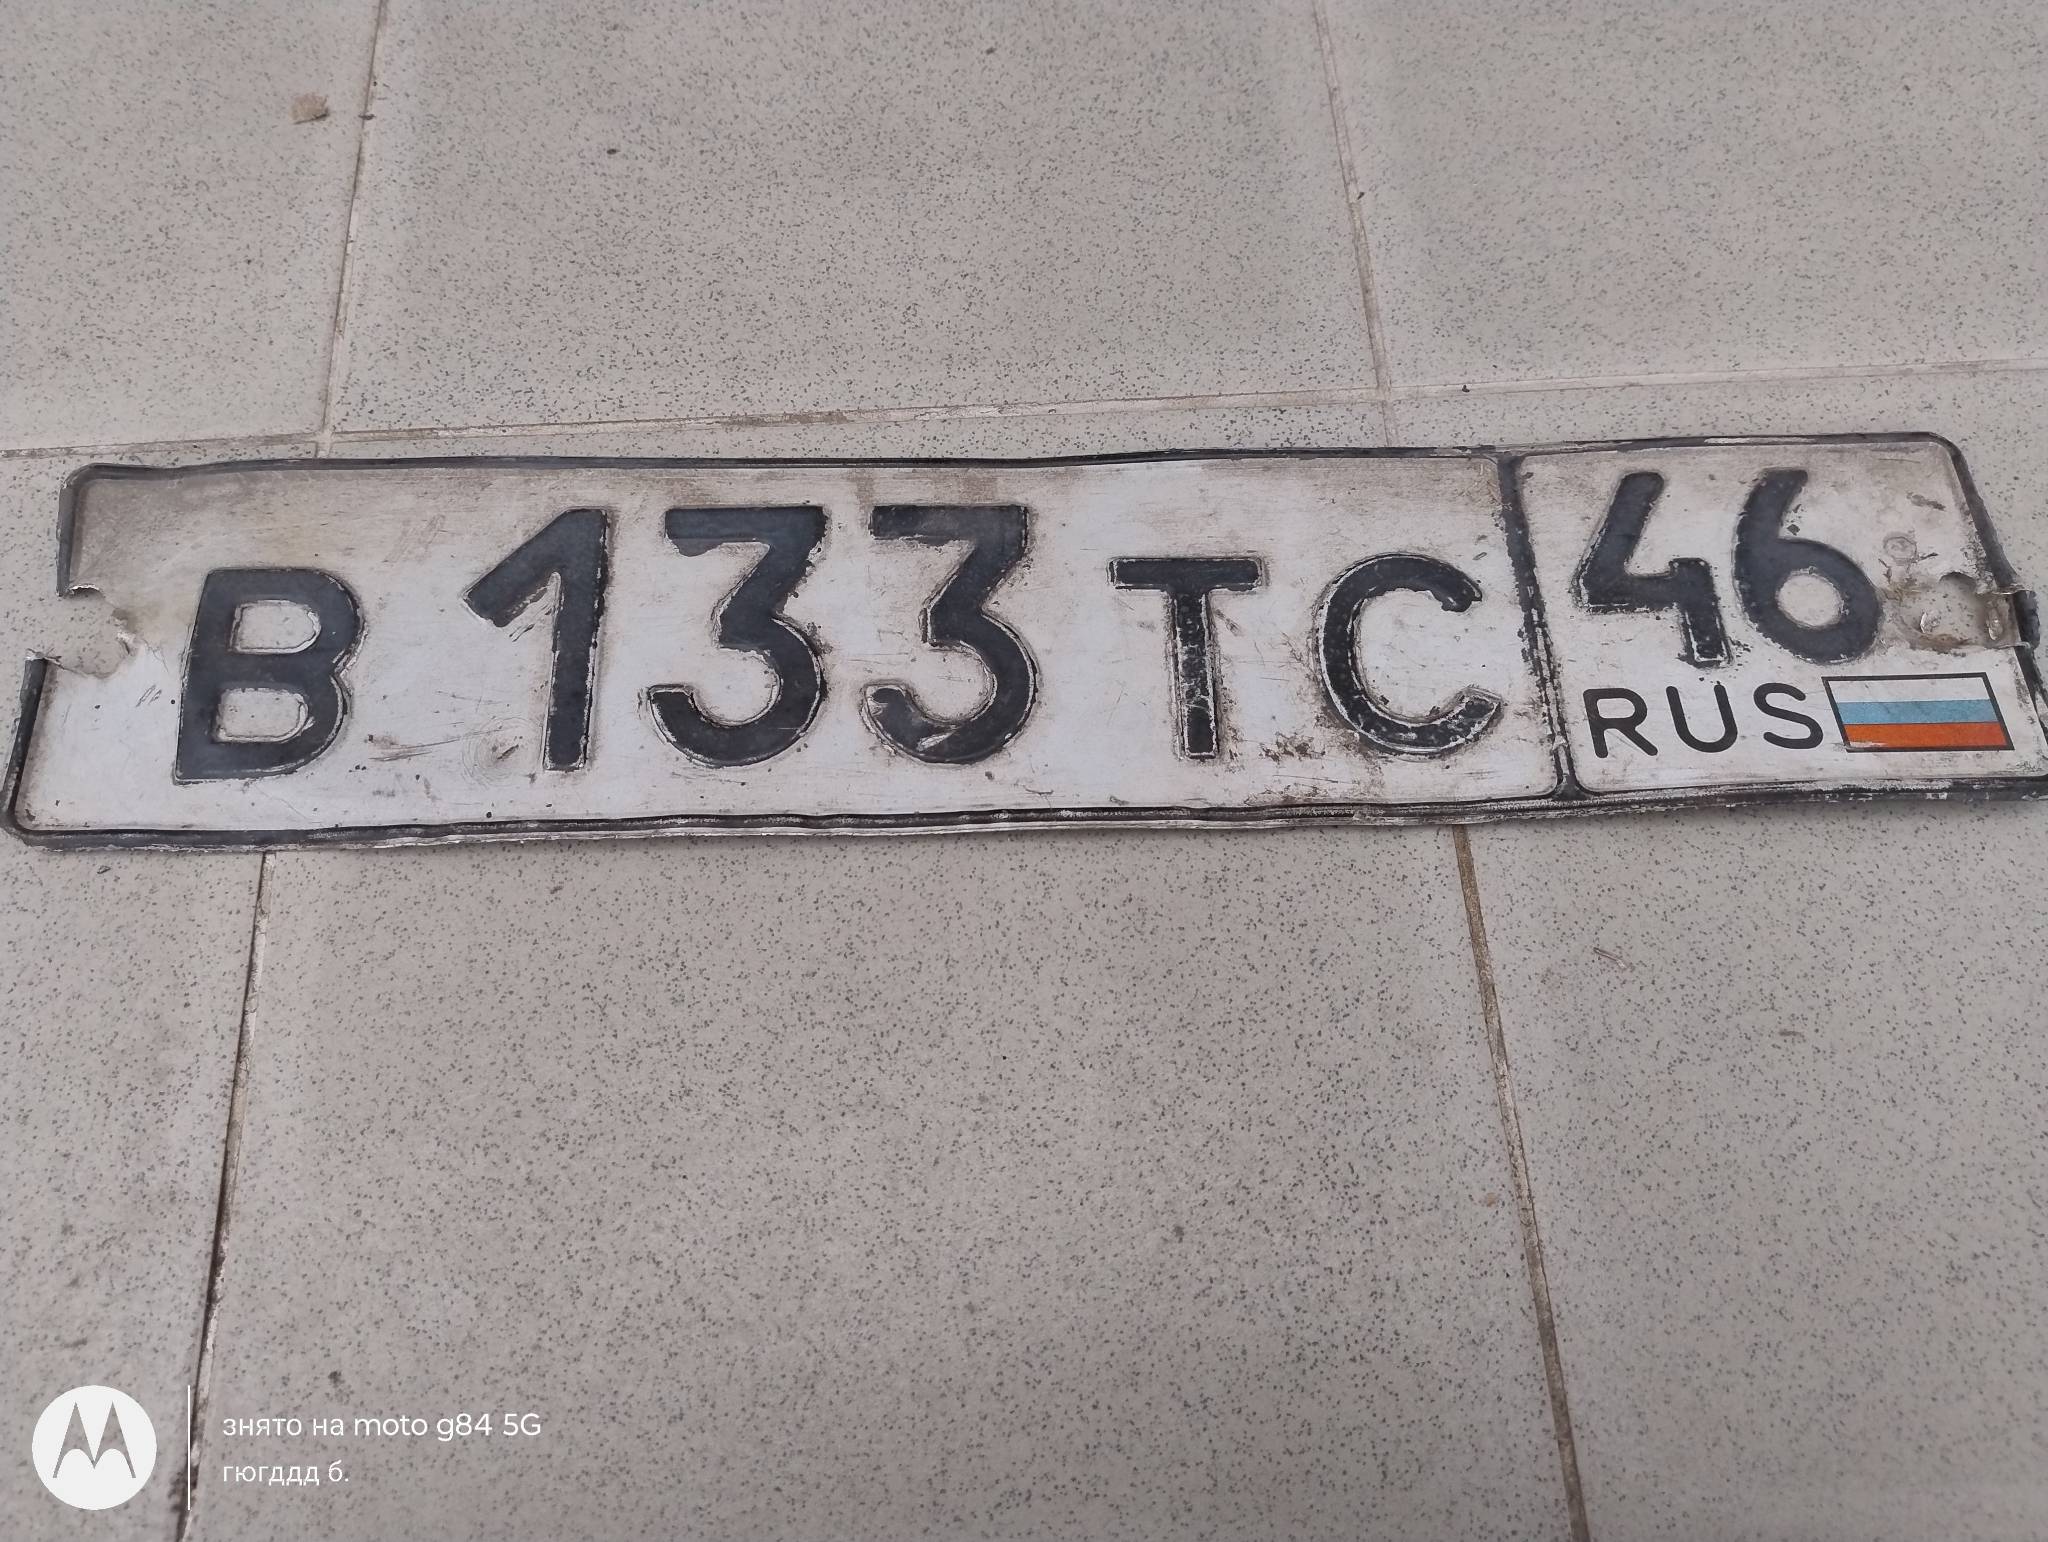 В 133 ТС 46
RUS
знято на moto g84 5G
гюгддд б.